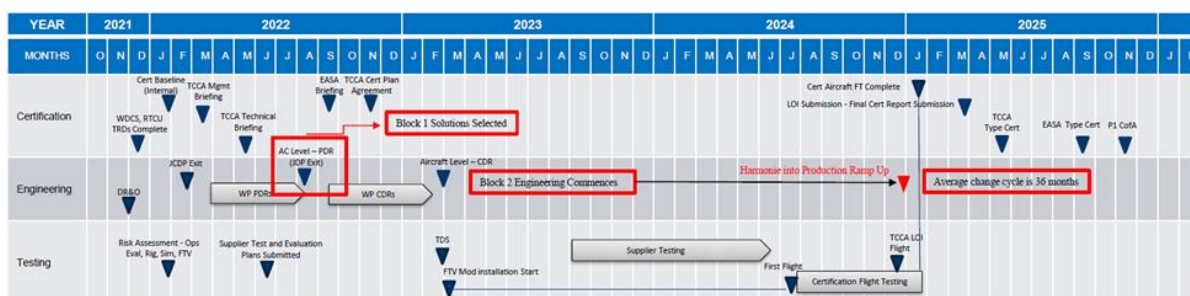 YEAR 2021 2022 2023 2024 2025
MONTHS O N D J F M A M J J A S O N D J F M A M J J A S O N D J F M A M J J A S O N D J F M A M J J A S O N D
Certification
Cert Baseline
(Internal)
TCCA Mgmt
Briefing
WDCS, RTCU
TRDs Complete
TCCA Technical
Briefing
EASA
Briefing
TCCA Cert Plan
Agreement
Block 1 Solutions Selected
Cert Aircraft FT Complete
LOI Submission - Final Cert Report Submission
TCCA
Type Cert
EASA Type Cert
P1 CofA
Engineering
DR&O
JCDP Exit
WP PDRs
AC Level – PDR
(JDP Exit)
WP CDRs
Aircraft Level – CDR
Block 2 Engineering Commences
Harmonie into Production Ramp Up
Average change cycle is 36 months
Testing
Risk Assessment - Ops
Eval, Rig, Sim, FTV
Supplier Test and Evaluation
Plans Submitted
TDS
FTV Mod installation Start
Supplier Testing
First Flight
TCCA LOI
Flight
Certification Flight Testing